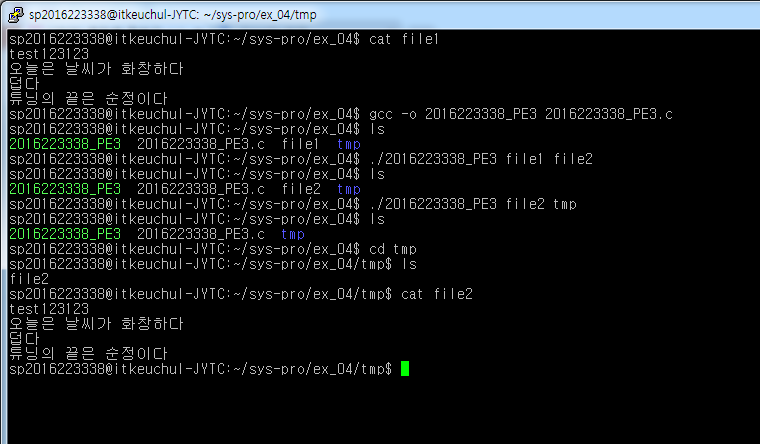 sp2016223338@itkeuchul-JYTC: ~/sys-pro/ex_04/tmp
sp2016223338@itkeuchul-JYTC:~/sys-pro/ex_04$ cat file1
test123123
오늘은 날씨가 화창하다
덥다
튜닝의 끝은 순정이다
sp2016223338@itkeuchul-JYTC:~/sys-pro/ex_04$ gcc -o 2016223338_PE3 2016223338_PE3.c
sp2016223338@itkeuchul-JYTC:~/sys-pro/ex_04$ ls
2016223338_PE3  2016223338_PE3.c  file1  tmp
sp2016223338@itkeuchul-JYTC:~/sys-pro/ex_04$ ./2016223338_PE3 file1 file2
sp2016223338@itkeuchul-JYTC:~/sys-pro/ex_04$ ls
2016223338_PE3  2016223338_PE3.c  file2  tmp
sp2016223338@itkeuchul-JYTC:~/sys-pro/ex_04$ ./2016223338_PE3 file2 tmp
sp2016223338@itkeuchul-JYTC:~/sys-pro/ex_04$ ls
2016223338_PE3  2016223338_PE3.c  tmp
sp2016223338@itkeuchul-JYTC:~/sys-pro/ex_04$ cd tmp
sp2016223338@itkeuchul-JYTC:~/sys-pro/ex_04/tmp$ ls
file2
sp2016223338@itkeuchul-JYTC:~/sys-pro/ex_04/tmp$ cat file2
test123123
오늘은 날씨가 화창하다
덥다
튜닝의 끝은 순정이다
sp2016223338@itkeuchul-JYTC:~/sys-pro/ex_04/tmp$